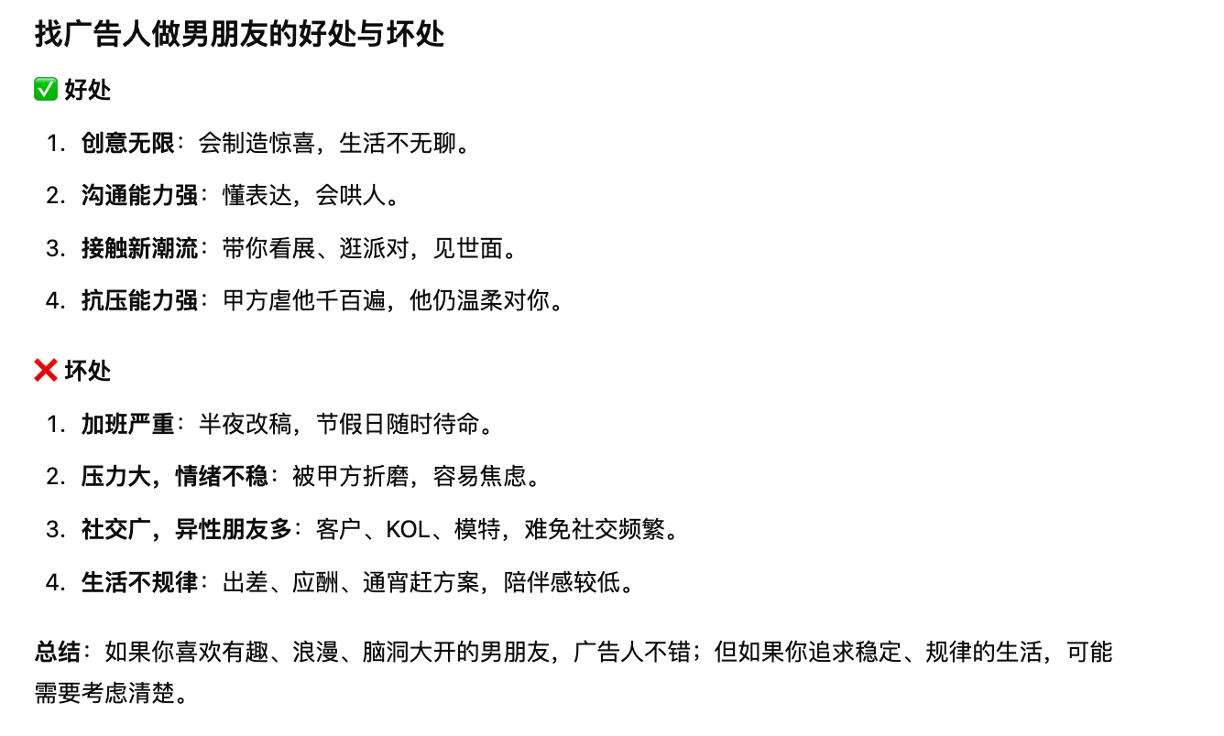 找广告人做男朋友的好处与坏处
✅ 好处
1. 创意无限：会制造惊喜，生活不无聊。
2. 沟通能力强：懂表达，会哄人。
3. 接触新潮流：带你看展、逛派对，见世面。
4. 抗压能力强：甲方虐他千百遍，他仍温柔对你。
❌ 坏处
1. 加班严重：半夜改稿，节假日随时待命。
2. 压力大，情绪不稳：被甲方折磨，容易焦虑。
3. 社交广，异性朋友多：客户、KOL、模特，难免社交频繁。
4. 生活不规律：出差、应酬、通宵赶方案，陪伴感较低。
总结：如果你喜欢有趣、浪漫、脑洞大开的男朋友，广告人不错；但如果你追求稳定、规律的生活，可能
需要考虑清楚。